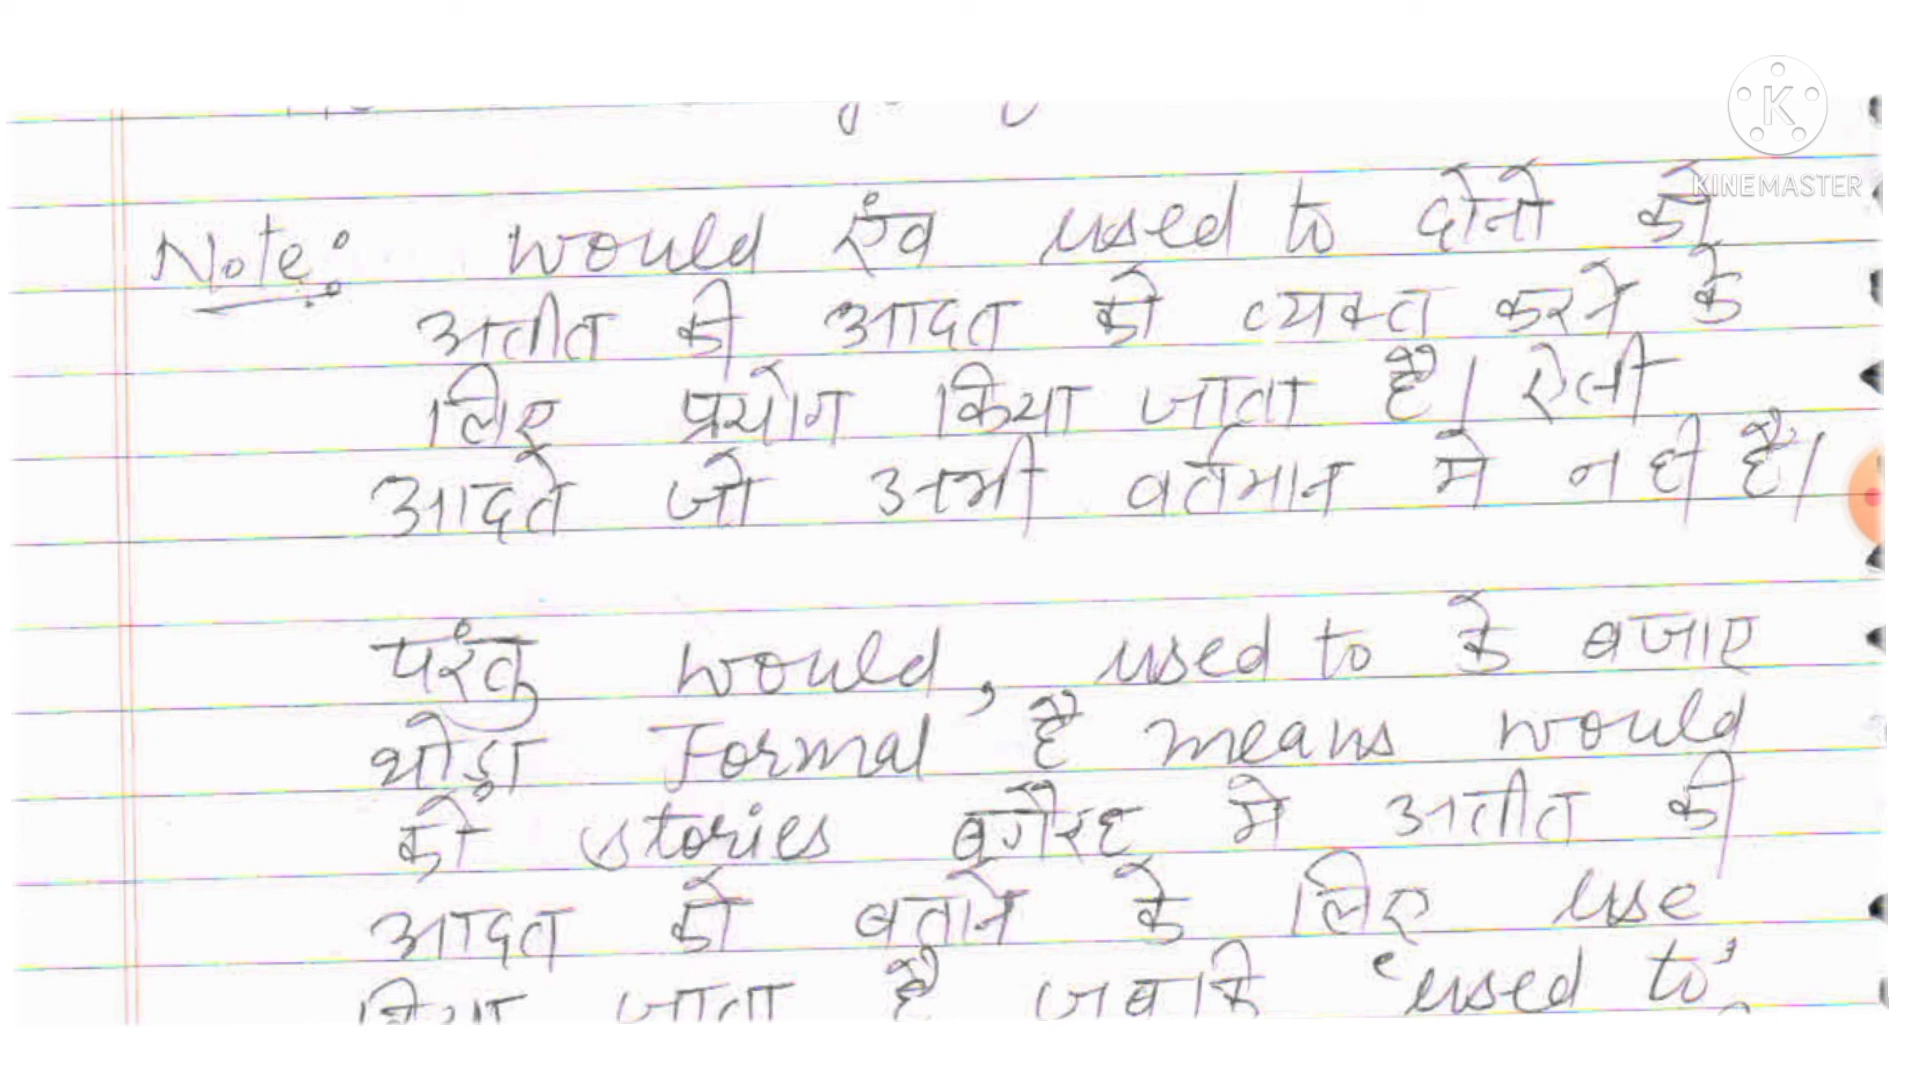 KINEMASTER
Note: would एंव used to दोनो को
अतीत की आदत को व्यक्त करने के
लिए प्रयोग किया जाता है। ऐसी
आदते जो अभी वर्तमान मे नही है।
परंतु would, used to के बजाए
थोड़ा Formal है means would
को stories वगैरह मे अतीत की
आदत को बताने के लिए use
किया जाता है जबकि 'used to'